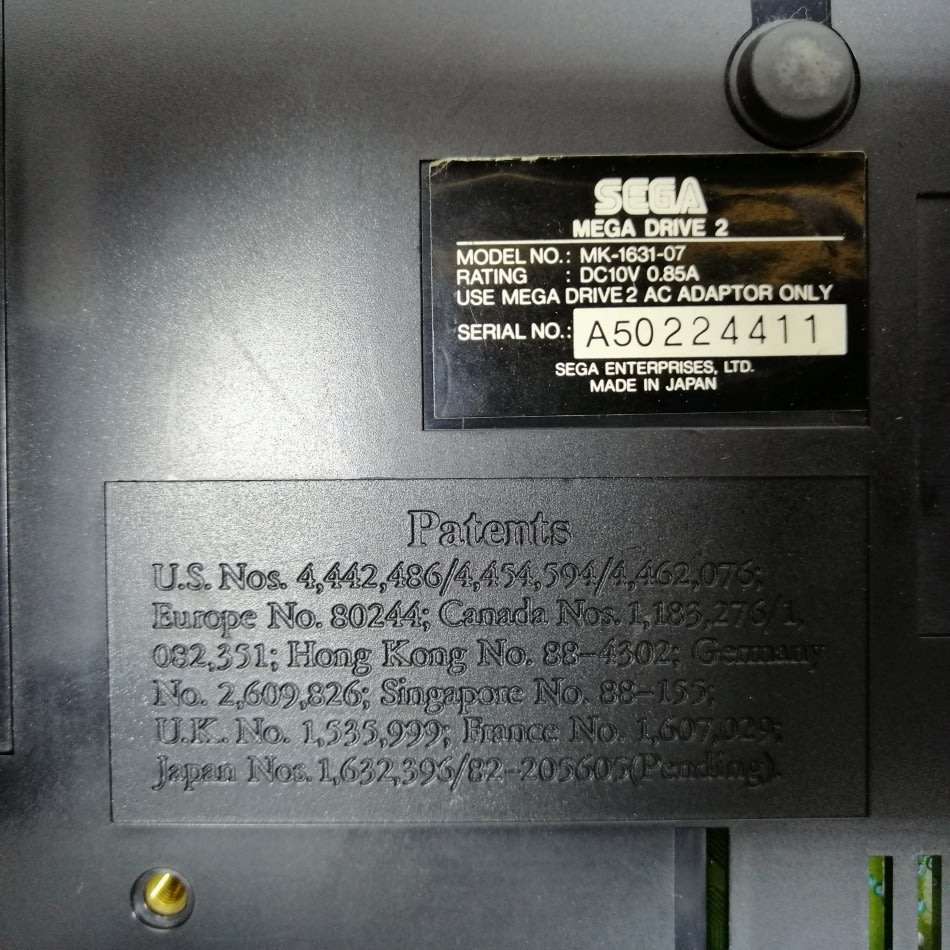 SEGA
MEGA DRIVE 2
MODEL NO.: MK-1631-07
RATING : DC10V 0.85A
USE MEGA DRIVE2 AC ADAPTOR ONLY
SERIAL NO.: A50224411
SEGA ENTERPRISES, LTD.
MADE IN JAPAN
Patents
U.S. Nos. 4,442,486/4,454,594/4,462,076;
Europe No. 80244; Canada Nos. 1,183,276/1,
082,351; Hong Kong No. 88-4302; Germany
No. 2,609,826; Singapore No. 88-155;
U.K. No. 1,535,999; France No. 1,607,029;
Japan Nos. 1,632,396/82-205605(Pending).